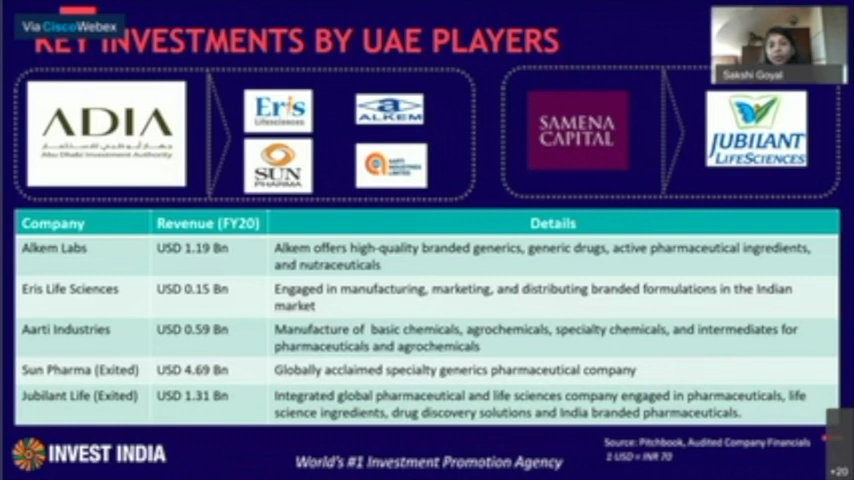 Via CiscoWebex
KEY INVESTMENTS BY UAE PLAYERS
Sakshi Goyal
ADIA
جهاز أبوظبي للاستثمار
Abu Dhabi Investment Authority
Eris
Lifesciences
ALKEM
SUN
PHARMA
AARTI
INDUSTRIES
LIMITED
SAMENA
CAPITAL
JUBILANT
LIFESCIENCES
Company Revenue (FY20) Details
Alkem Labs USD 1.19 Bn Alkem offers high-quality branded generics, generic drugs, active pharmaceutical ingredients,
and nutraceuticals
Eris Life Sciences USD 0.15 Bn Engaged in manufacturing, marketing, and distributing branded formulations in the Indian
market
Aarti Industries USD 0.59 Bn Manufacture of basic chemicals, agrochemicals, specialty chemicals, and intermediates for
pharmaceuticals and agrochemicals
Sun Pharma (Exited) USD 4.69 Bn Globally acclaimed specialty generics pharmaceutical company
Jubilant Life (Exited) USD 1.31 Bn Integrated global pharmaceutical and life sciences company engaged in pharmaceuticals, life
science ingredients, drug discovery solutions and India branded pharmaceuticals.
INVEST INDIA
World's #1 Investment Promotion Agency
Source: Pitchbook, Audited Company Financials
1 USD = INR 70
+20